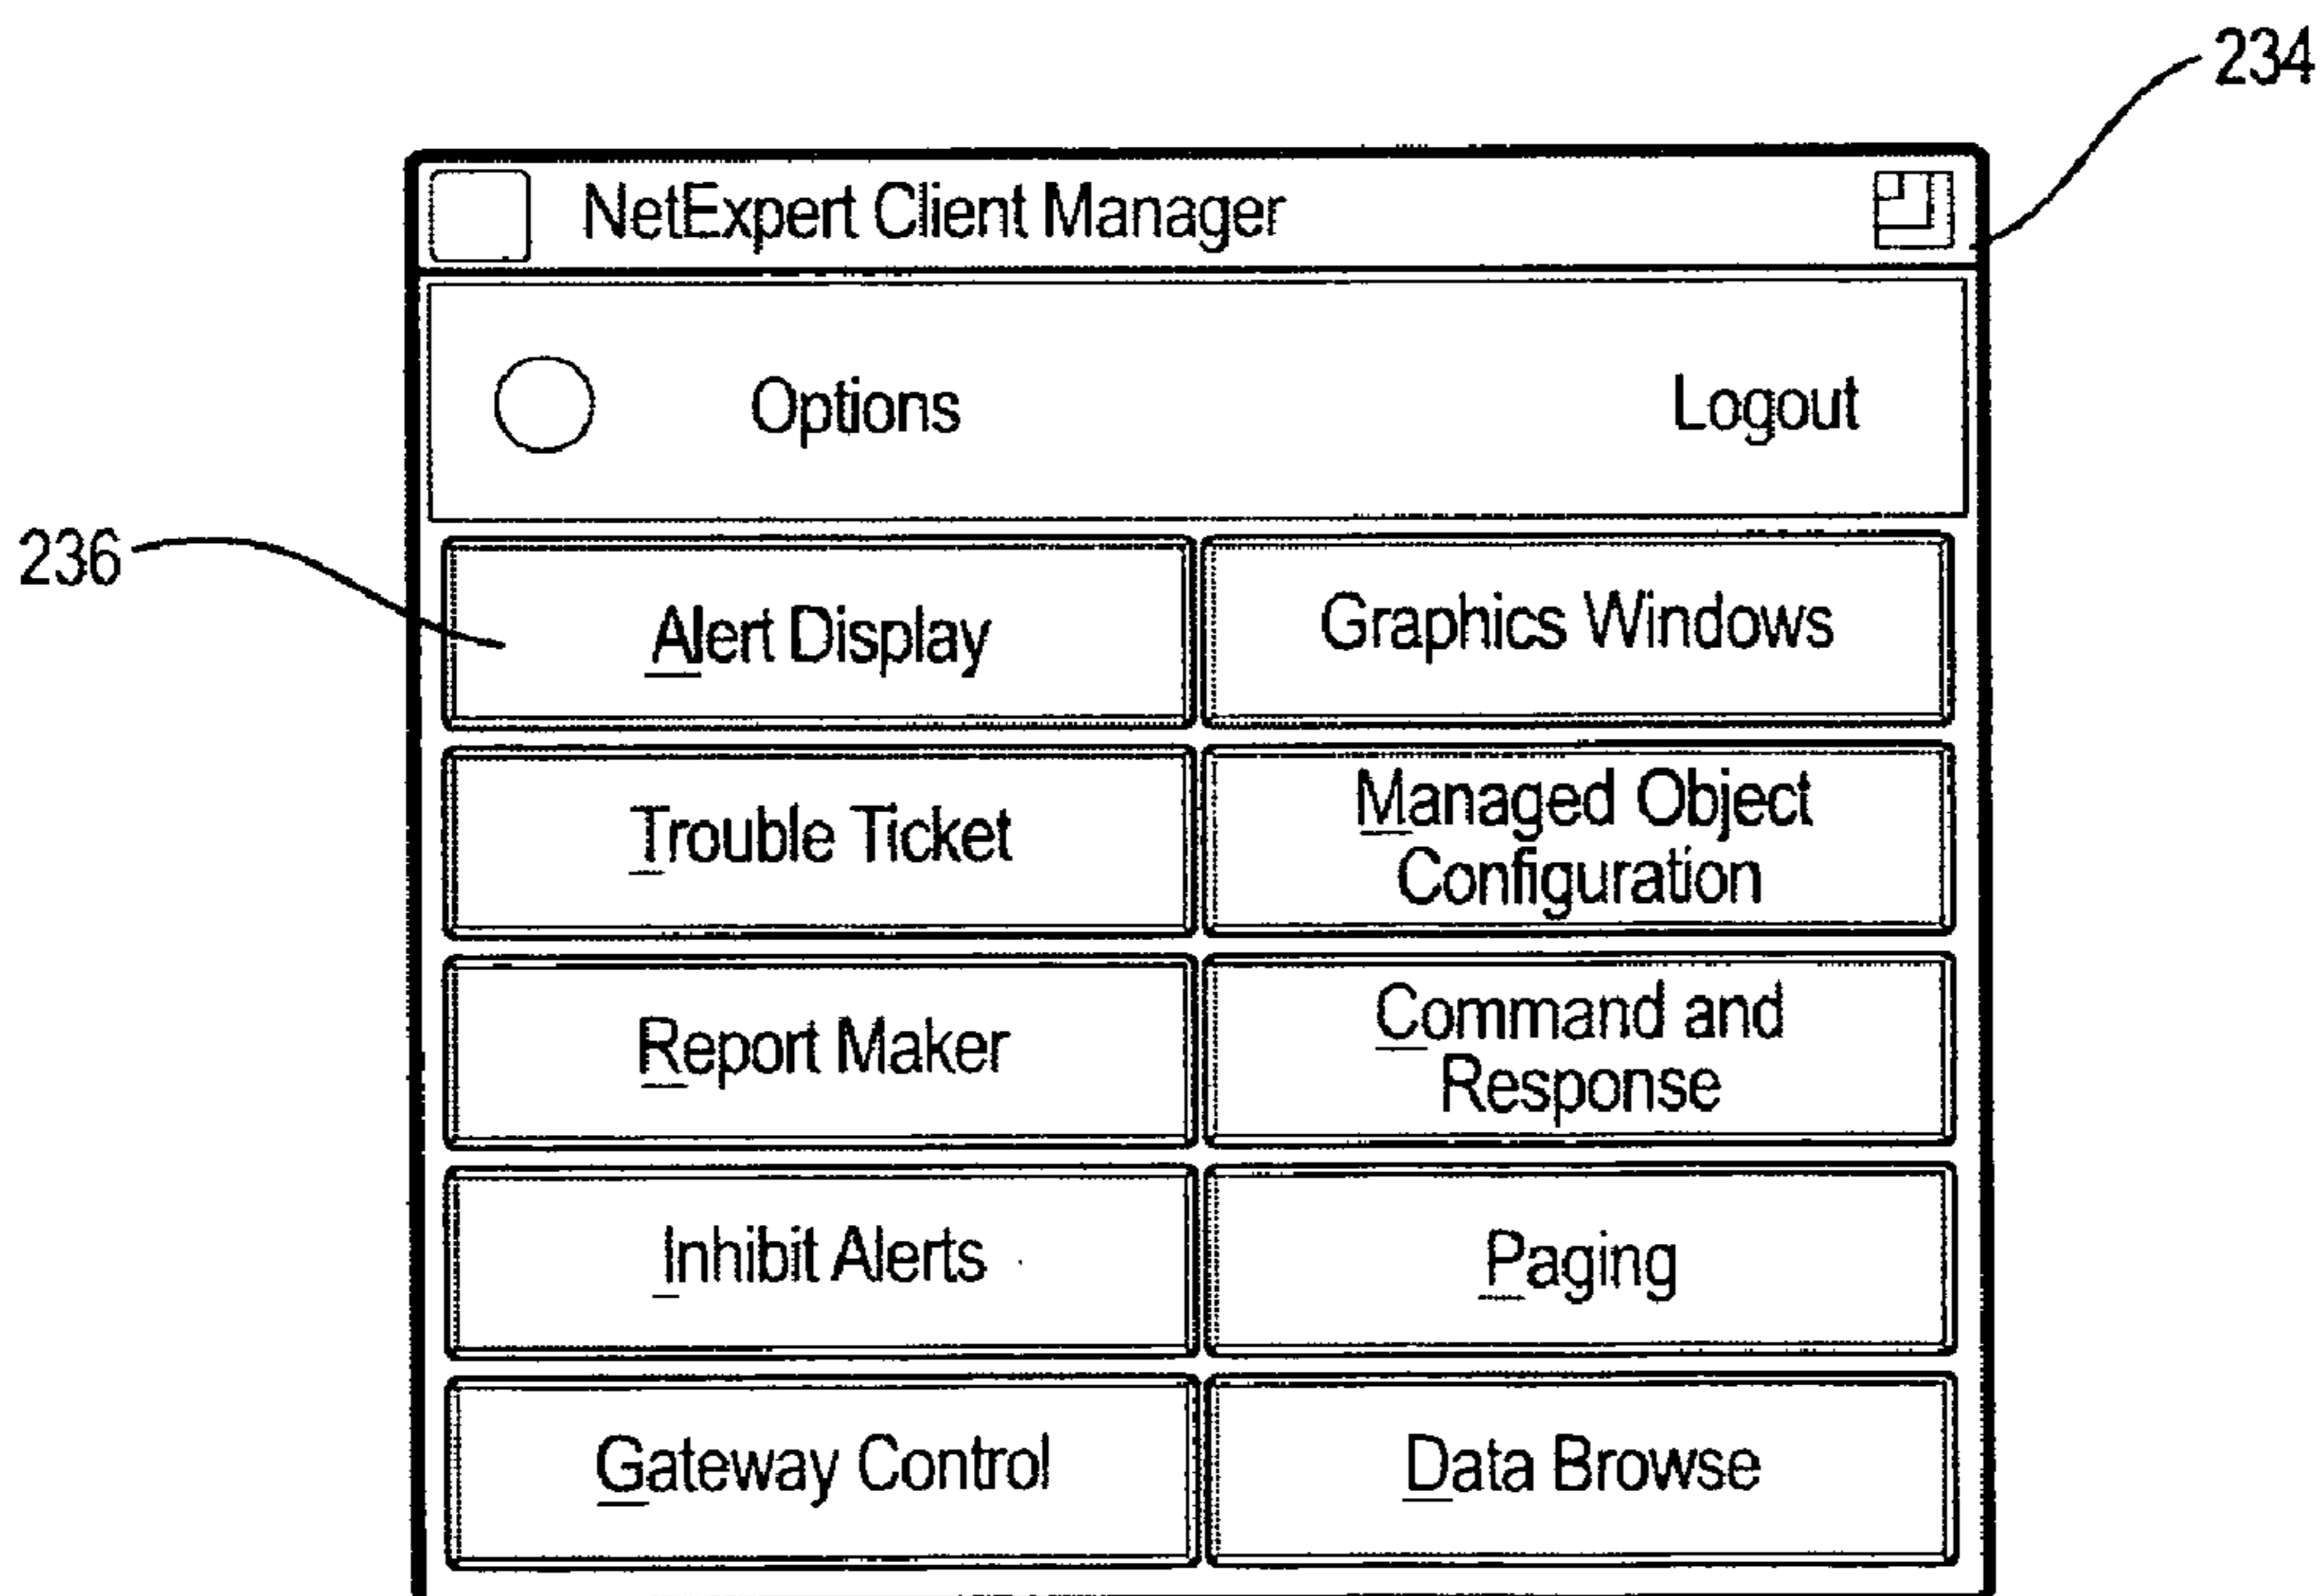 234
NetExpert Client Manager
Options Logout
236
Alert Display Graphics Windows
Trouble Ticket Managed Object
Configuration
Report Maker Command and
Response
Inhibit Alerts Paging
Gateway Control Data Browse